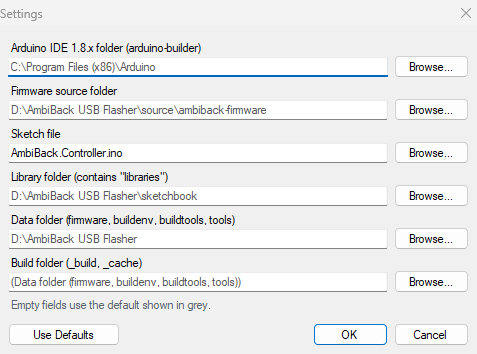 Settings
Arduino IDE 1.8.x folder (arduino-builder)
C:\Program Files (x86)\Arduino
Browse...
Firmware source folder
D:\AmbiBack USB Flasher\source\ambiback-firmware
Browse...
Sketch file
AmbiBack.Controller.ino
Browse...
Library folder (contains "libraries")
D:\AmbiBack USB Flasher\sketchbook
Browse...
Data folder (firmware, buildenv, buildtools, tools)
D:\AmbiBack USB Flasher
Browse...
Build folder (_build, _cache)
(Data folder (firmware, buildenv, buildtools, tools))
Browse...
Empty fields use the default shown in grey.
Use Defaults
OK
Cancel